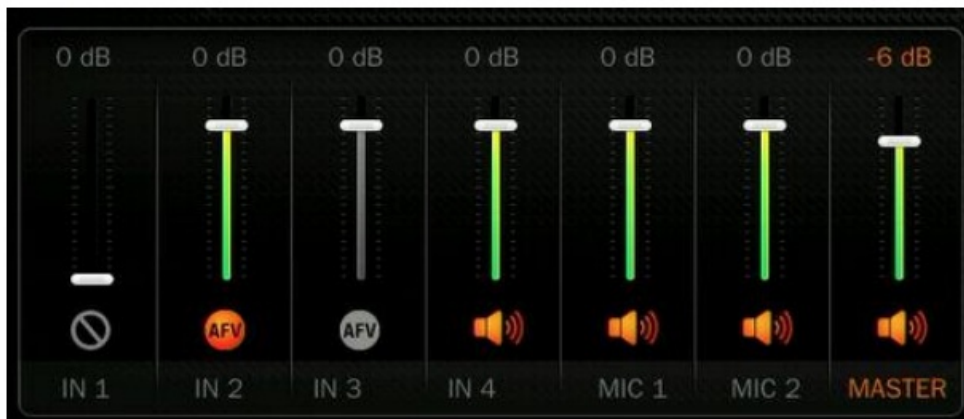 0 dB 0 dB 0 dB 0 dB 0 dB 0 dB -6 dB
AFV AFV
IN 1 IN 2 IN 3 IN 4 MIC 1 MIC 2 MASTER